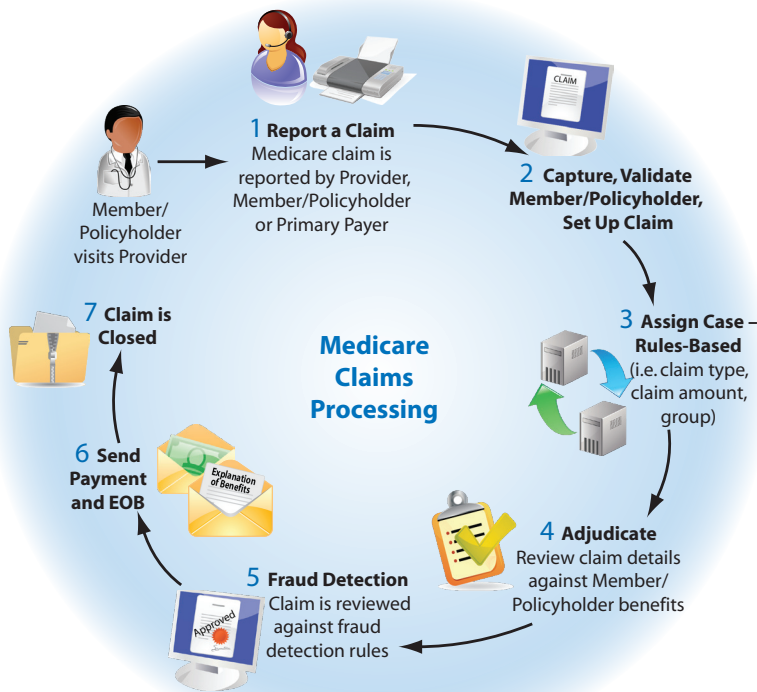 Member/
Policyholder
visits Provider
1 Report a Claim
Medicare claim is
reported by Provider,
Member/Policyholder
or Primary Payer
CLAIM
2 Capture, Validate
Member/Policyholder,
Set Up Claim
3 Assign Case –
Rules-Based
(i.e. claim type,
claim amount,
group)
4 Adjudicate
Review claim details
against Member/
Policyholder benefits
5 Fraud Detection
Claim is reviewed
against fraud
detection rules
Approved
6 Send
Payment
and EOB
Explanation
of Benefits
7 Claim is
Closed
Medicare
Claims
Processing